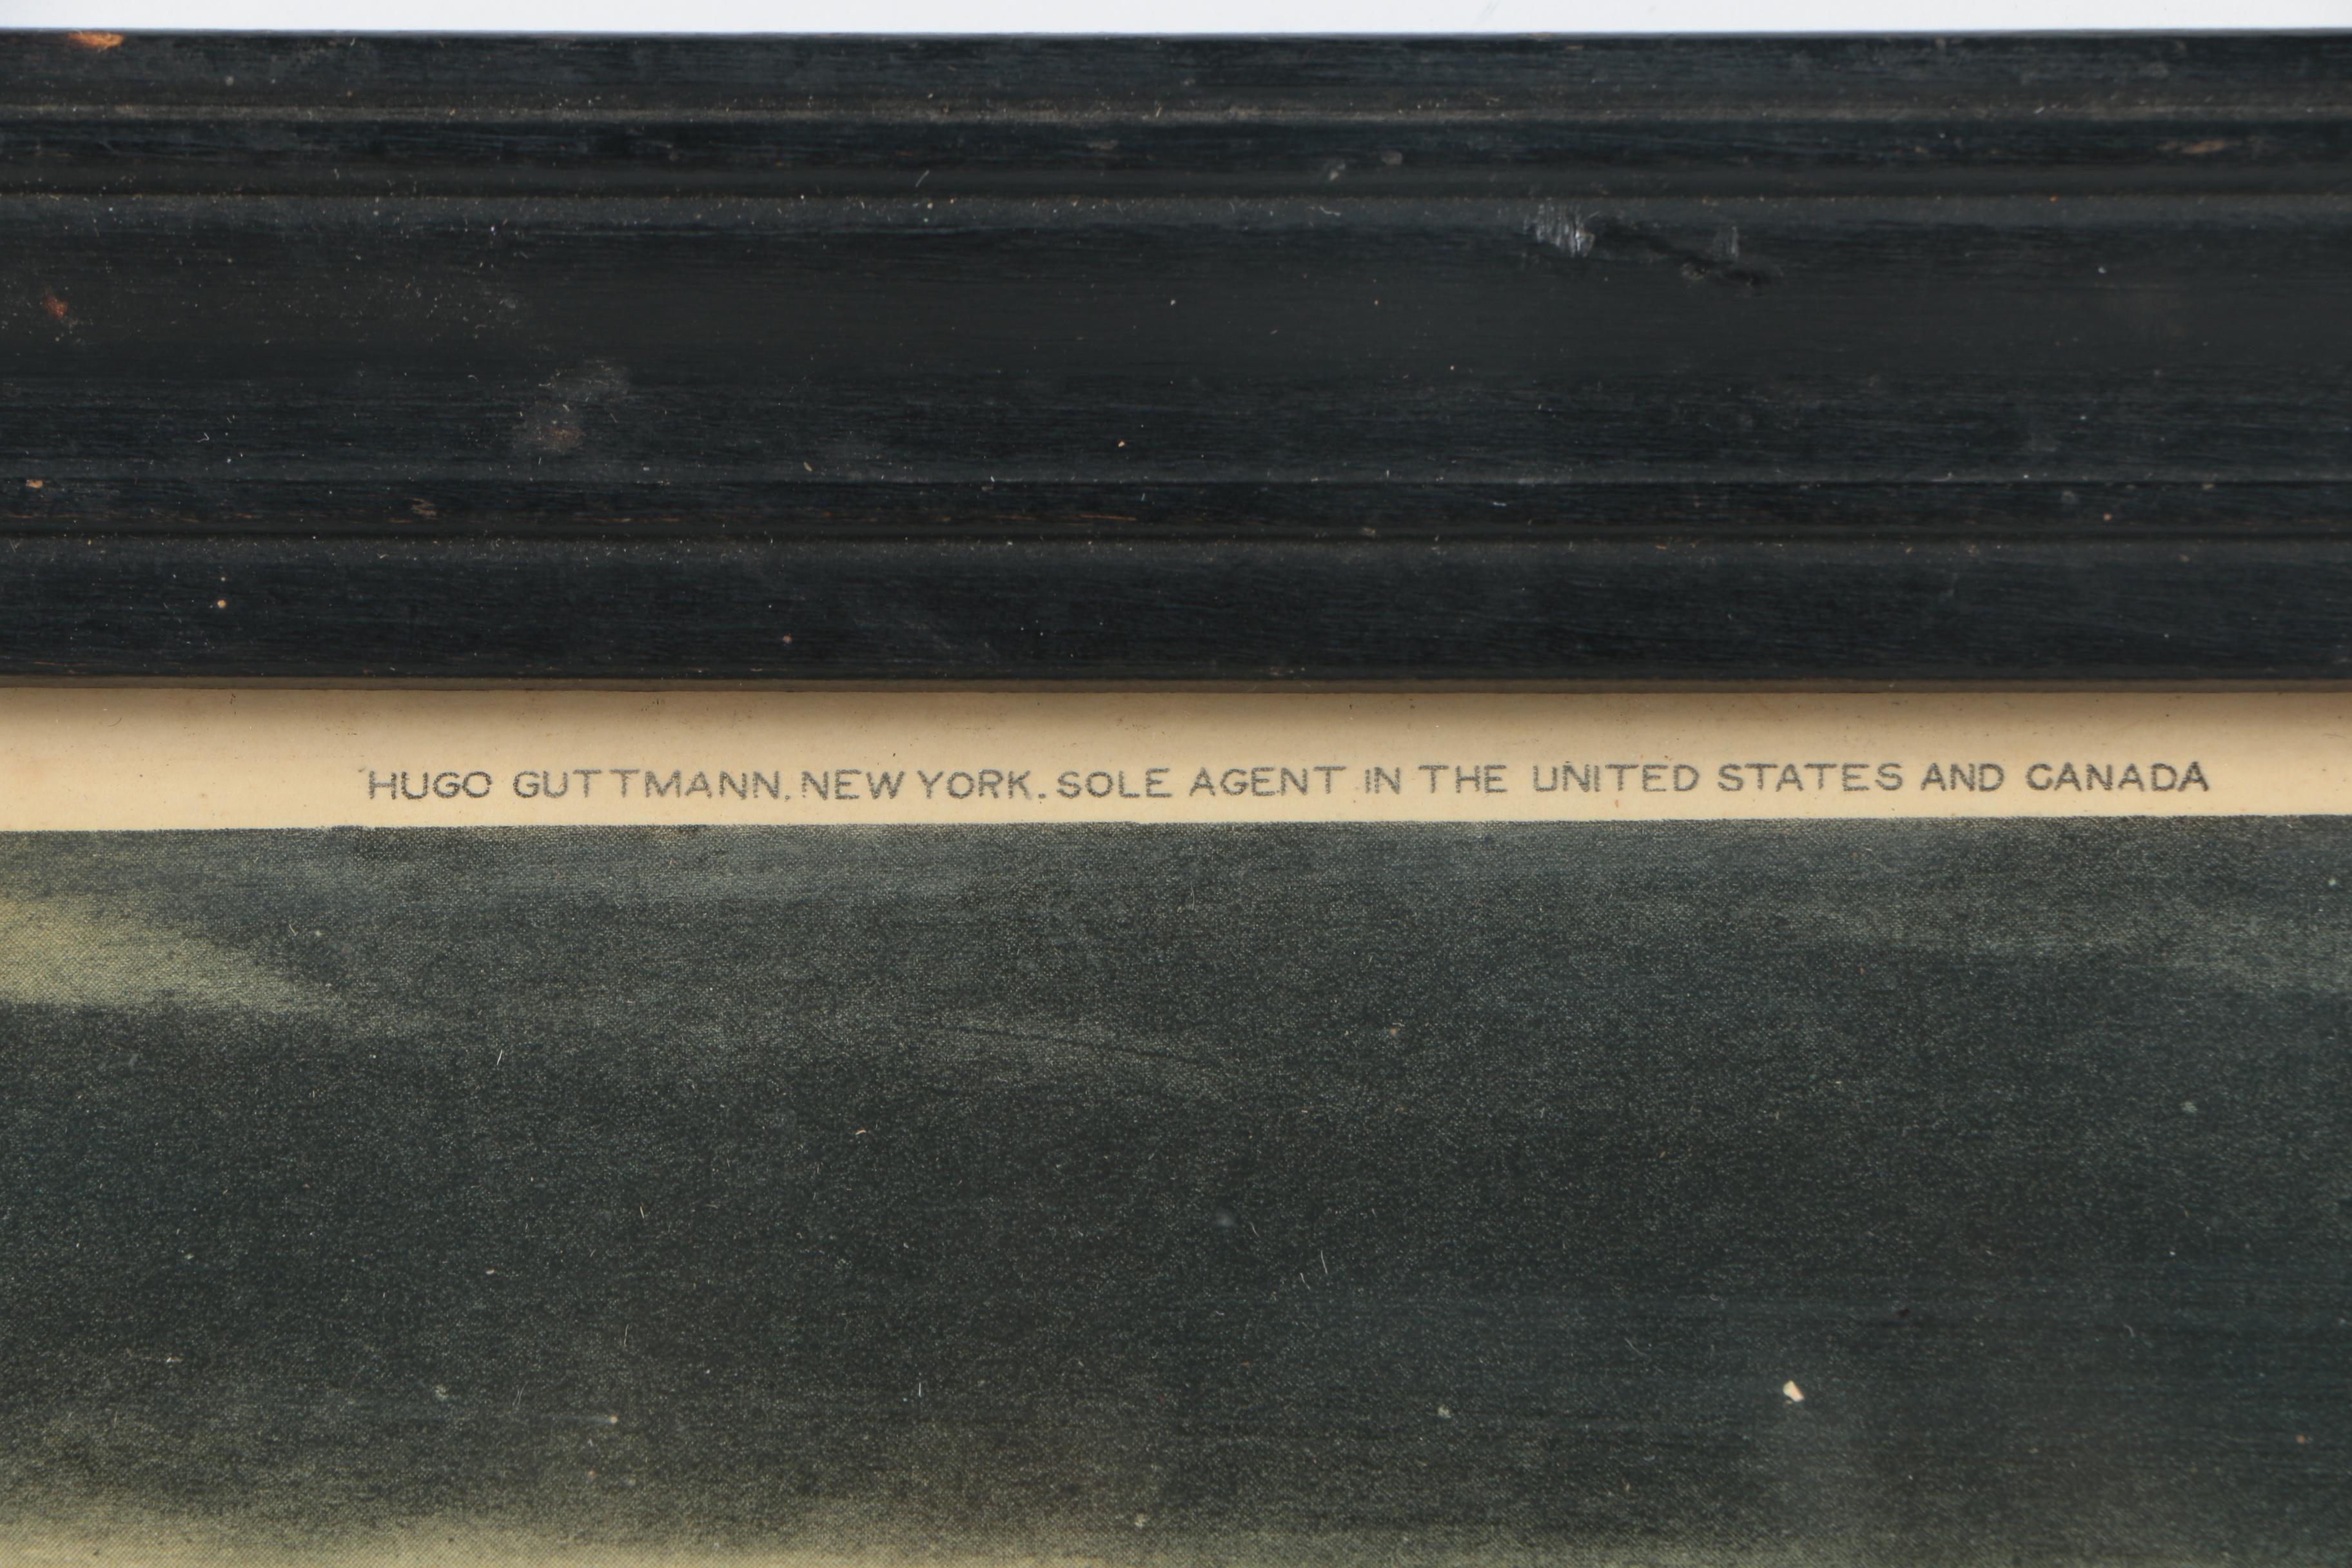 HUGO GUTTMANN. NEW YORK. SOLE AGENT IN THE UNITED STATES AND CANADA